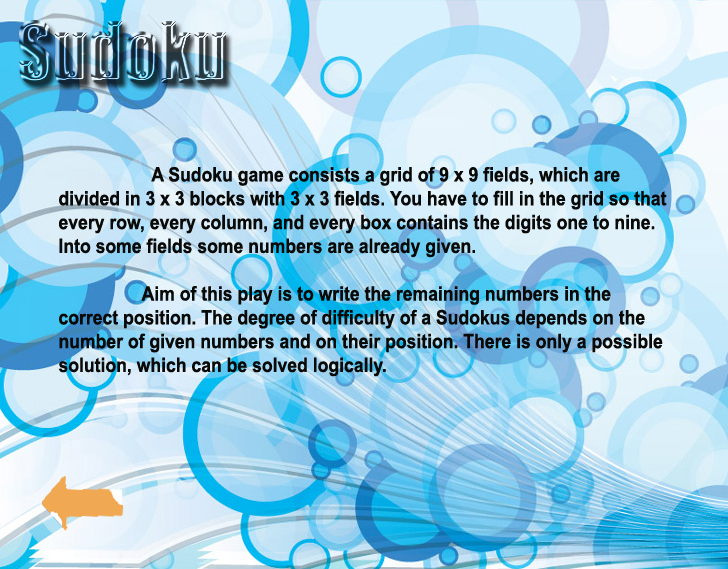 Sudoku
A Sudoku game consists a grid of 9 x 9 fields, which are
divided in 3 x 3 blocks with 3 x 3 fields. You have to fill in the grid so that
every row, every column, and every box contains the digits one to nine.
Into some fields some numbers are already given.
Aim of this play is to write the remaining numbers in the
correct position. The degree of difficulty of a Sudokus depends on the
number of given numbers and on their position. There is only a possible
solution, which can be solved logically.